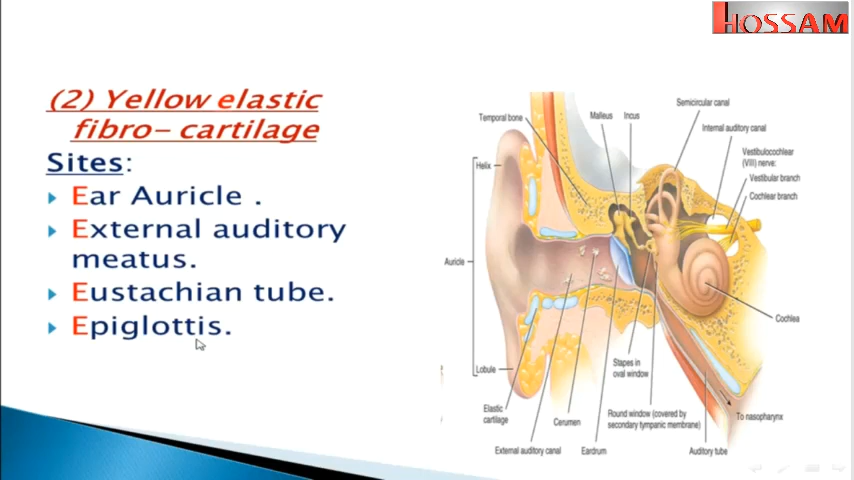 HOSSAM
(2) Yellow elastic
fibro- cartilage
Sites:
Ear Auricle .
External auditory
meatus.
Eustachian tube.
Epiglottis.
Semicircular canal
Malleus
Incus
Temporal bone
Internal auditory canal
Vestibulocochlear
(VIII) nerve:
Vestibular branch
Cochlear branch
Helix
Auricle
Lobule
Cochlea
Stapes in
oval window
Elastic
cartilage
Cerumen
Round window (covered by
secondary tympanic membrane)
To nasopharynx
External auditory canal
Eardrum
Auditory tube